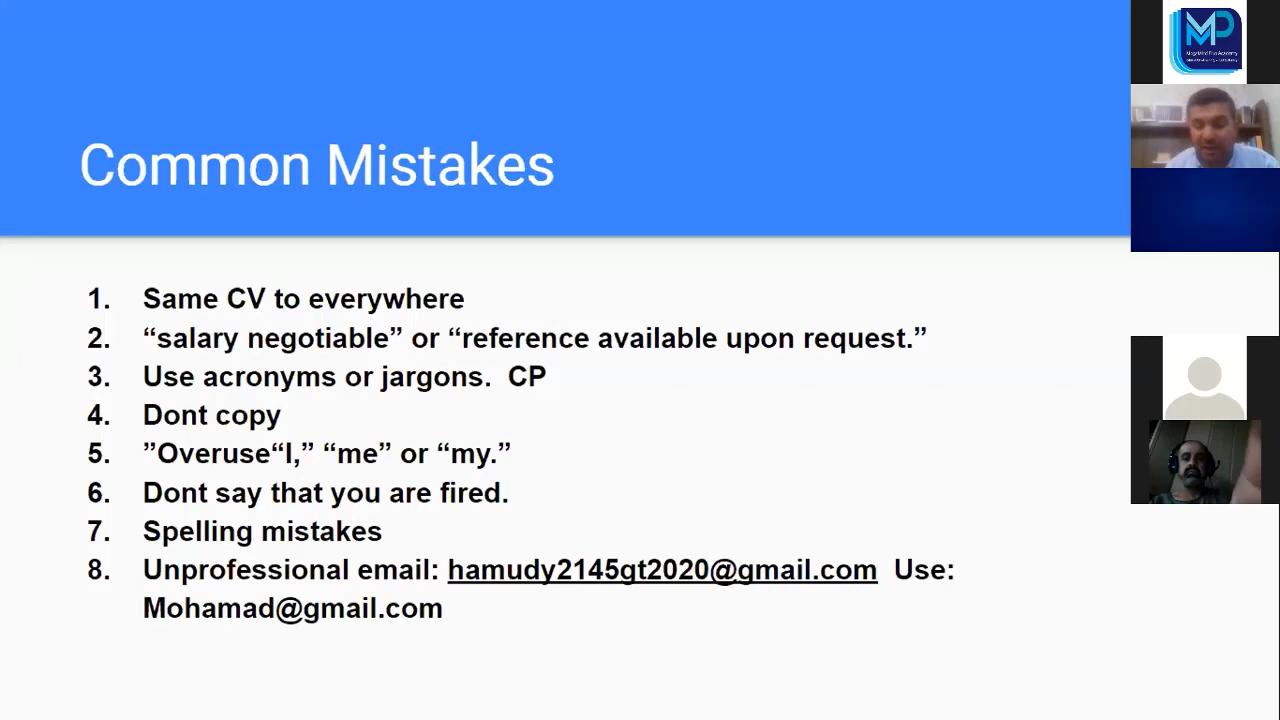 Common Mistakes
1. Same CV to everywhere
2. “salary negotiable” or “reference available upon request.”
3. Use acronyms or jargons.  CP
4. Dont copy
5. ”Overuse“I,” “me” or “my.”
6. Dont say that you are fired.
7. Spelling mistakes
8. Unprofessional email: hamudy2145gt2020@gmail.com  Use:
Mohamad@gmail.com
MP